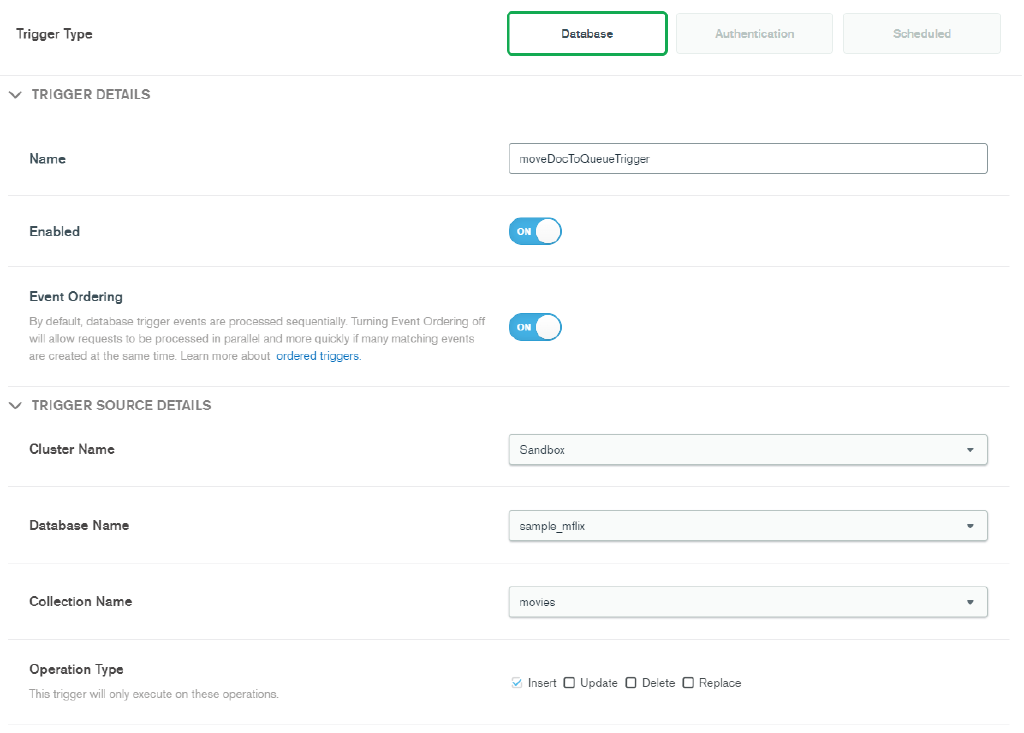 Trigger Type
Database
Authentication
Scheduled
TRIGGER DETAILS
Name
moveDocToQueueTrigger
Enabled
ON
Event Ordering
By default, database trigger events are processed sequentially. Turning Event Ordering off
will allow requests to be processed in parallel and more quickly if many matching events
are created at the same time. Learn more about ordered triggers.
ON
TRIGGER SOURCE DETAILS
Cluster Name
Sandbox
Database Name
sample_mflix
Collection Name
movies
Operation Type
This trigger will only execute on these operations.
Insert Update Delete Replace